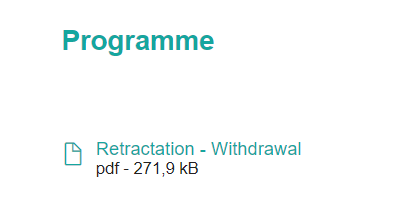 Programme
Retractation - Withdrawal
pdf - 271,9 kB